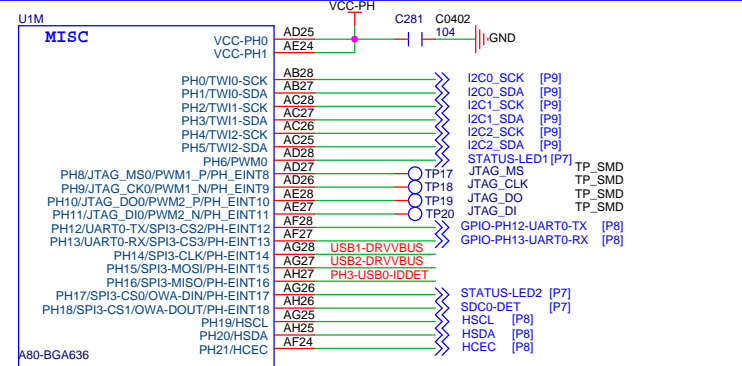 VCC-PH
U1M
MISC
C281 C0402
104
GND
VCC-PH0 AD25
VCC-PH1 AE24
PH0/TWI0-SCK AB28 I2C0_SCK [P9]
PH1/TWI0-SDA AB27 I2C0_SDA [P9]
PH2/TWI1-SCK AC28 I2C1_SCK [P9]
PH3/TWI1-SDA AC27 I2C1_SDA [P9]
PH4/TWI2-SCK AC26 I2C2_SCK [P9]
PH5/TWI2-SDA AC25 I2C2_SDA [P9]
PH6/PWM0 AD28 STATUS-LED1 [P7]
PH8/JTAG_MS0/PWM1_P/PH_EINT8 AD27 TP17 JTAG_MS TP_SMD
PH9/JTAG_CK0/PWM1_N/PH_EINT9 AD26 TP18 JTAG_CLK TP_SMD
PH10/JTAG_DO0/PWM2_P/PH_EINT10 AE28 TP19 JTAG_DO TP_SMD
PH11/JTAG_DI0/PWM2_N/PH_EINT11 AE27 TP20 JTAG_DI TP_SMD
PH12/UART0-TX/SPI3-CS2/PH-EINT12 AF28 GPIO-PH12-UART0-TX [P8]
PH13/UART0-RX/SPI3-CS3/PH-EINT13 AF27 GPIO-PH13-UART0-RX [P8]
PH14/SPI3-CLK/PH-EINT14 AG28 USB1-DRVVBUS
PH15/SPI3-MOSI/PH-EINT15 AG27 USB2-DRVVBUS
PH16/SPI3-MISO/PH-EINT16 AH27 PH3-USB0-IDDET
PH17/SPI3-CS0/OWA-DIN/PH-EINT17 AG26 STATUS-LED2 [P7]
PH18/SPI3-CS1/OWA-DOUT/PH-EINT18 AH26 SDC0-DET [P7]
PH19/HSCL AG25 HSCL [P8]
PH20/HSDA AH25 HSDA [P8]
PH21/HCEC AF24 HCEC [P8]
A80-BGA636